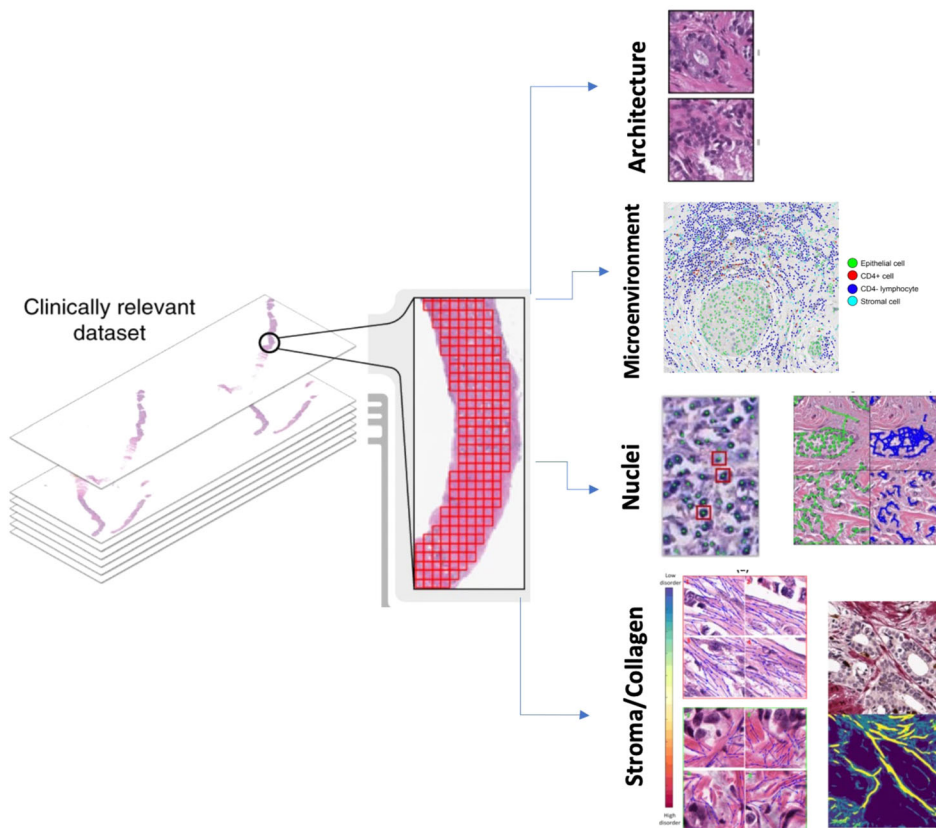 Clinically relevant
dataset
Architecture
Microenvironment
Epithelial cell
CD4+ cell
CD4- lymphocyte
Stromal cell
Nuclei
Stroma/Collagen
Low
disorder
High
disorder